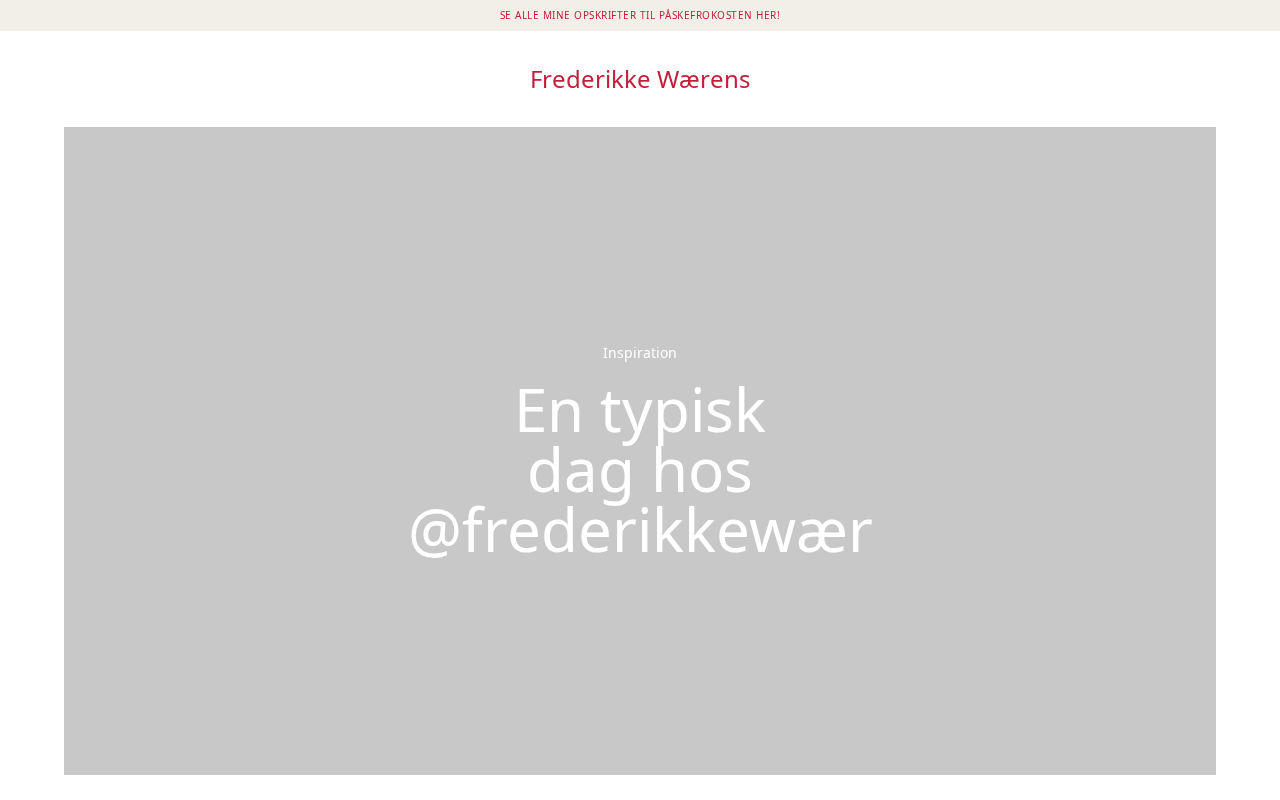 SE ALLE MINE OPSKRIFTER TIL PÅSKEFROKOSTEN HER!
Frederikke Wærens
Inspiration
En typisk
dag hos
@frederikkewær